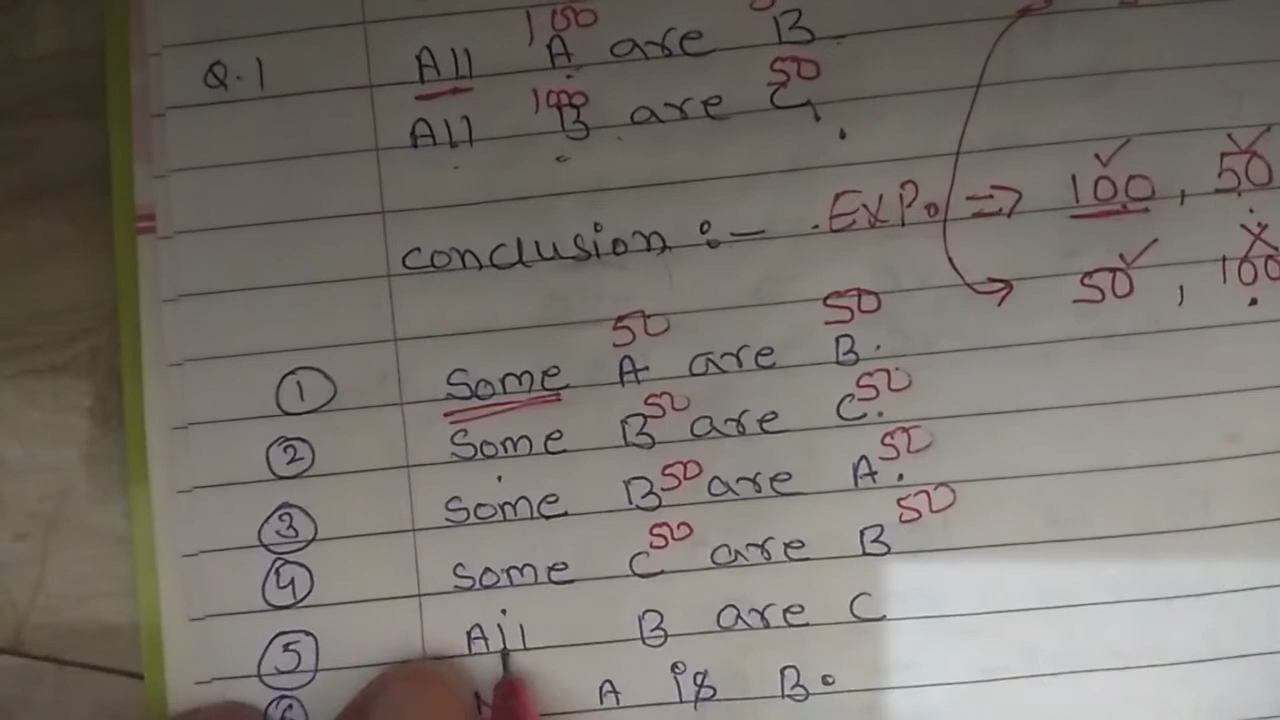 100 50
Q.1 All A are B
100 50
All B are C
conclusion :- Exp. ⇒ 100 , 50
→ 50 , 100
50 50
① Some A are B.
② Some B 50 are C. 50
③ Some B 50 are A. 50
④ Some C 50 are B 50
⑤ All B are C
⑥ A is B.